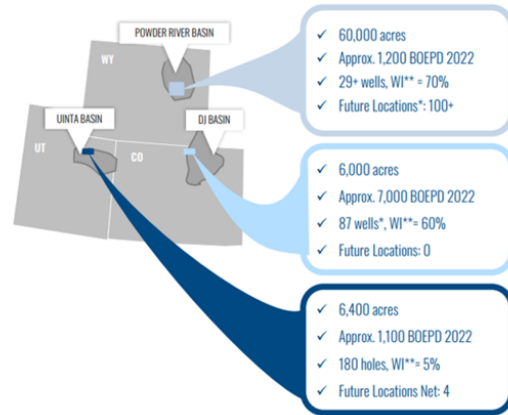 POWDER RIVER BASIN
WY
UINTA BASIN
DJ BASIN
UT
CO
✓ 60,000 acres
✓ Approx. 1,200 BOEPD 2022
✓ 29+ wells, WI** = 70%
✓ Future Locations*: 100+
✓ 6,000 acres
✓ Approx. 7,000 BOEPD 2022
✓ 87 wells*, WI**= 60%
✓ Future Locations: 0
✓ 6,400 acres
✓ Approx. 1,100 BOEPD 2022
✓ 180 holes, WI**= 5%
✓ Future Locations Net: 4